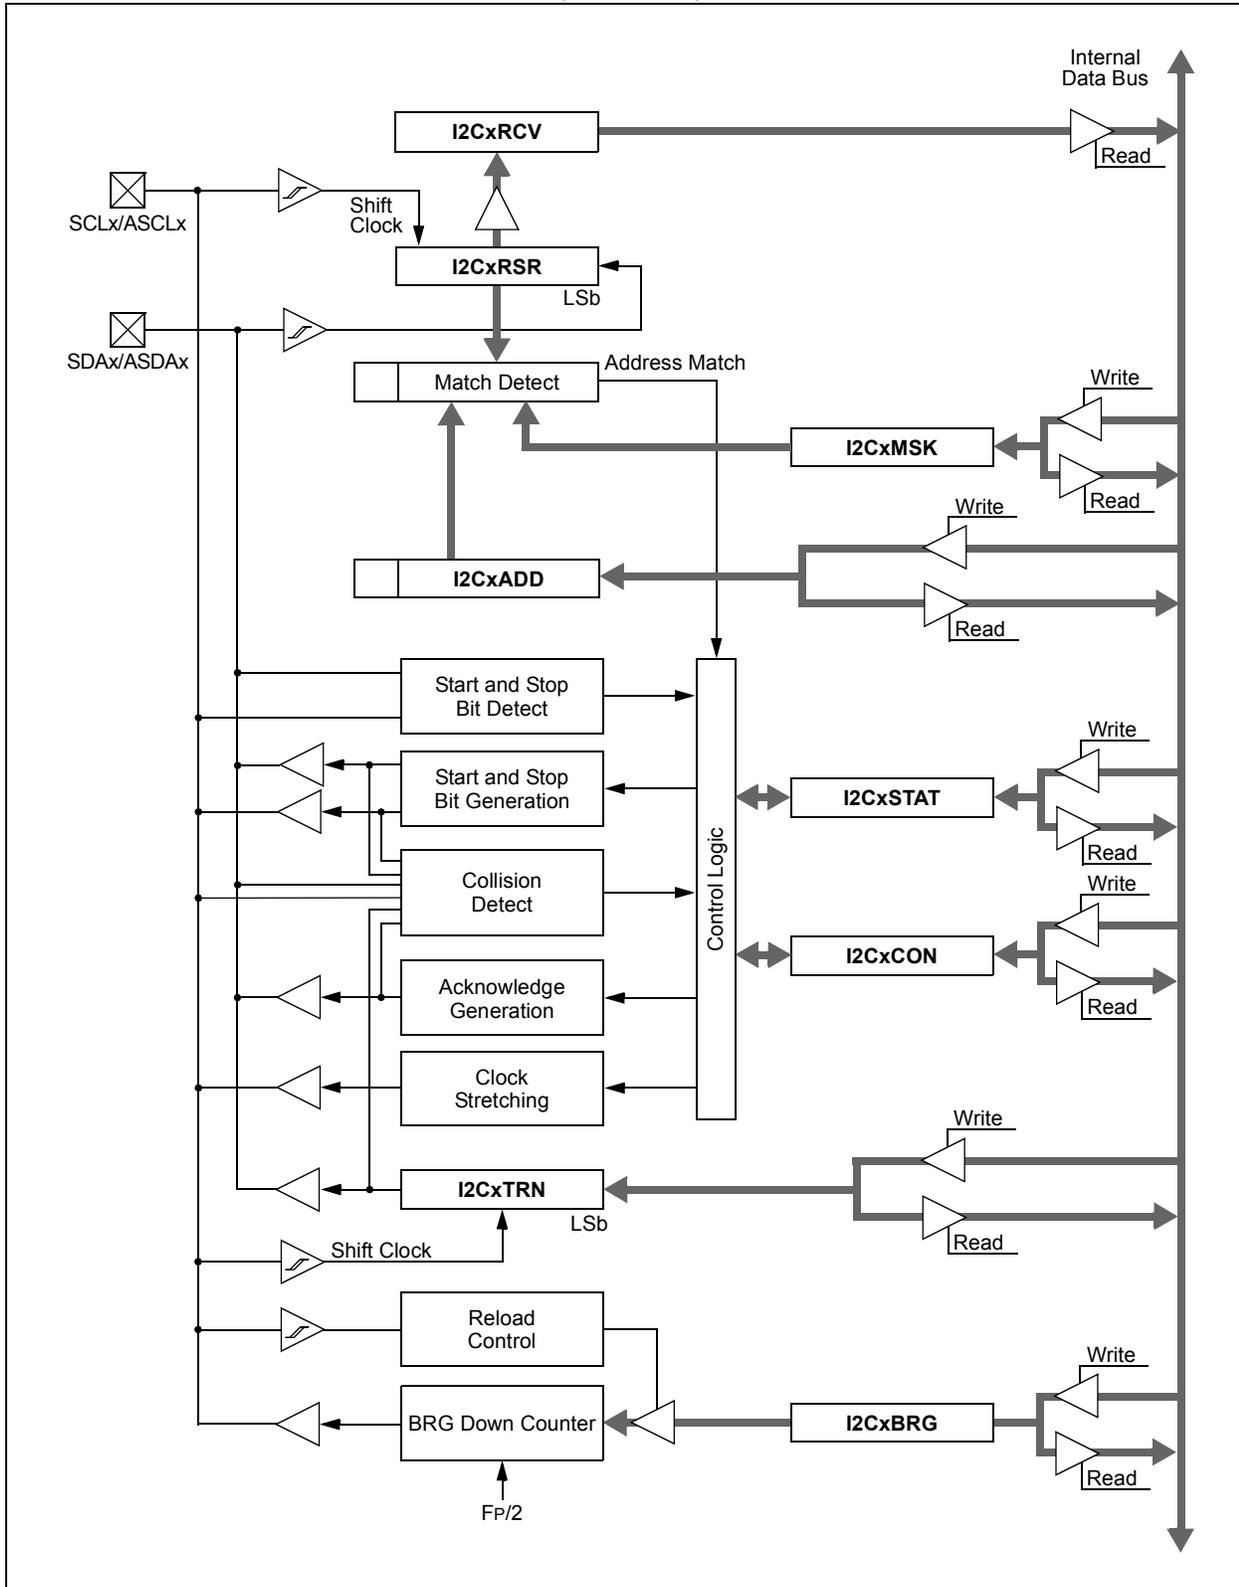 Internal
Data Bus
I2CxRCV
Read
SCLx/ASCLx
Shift
Clock
I2CxRSR
LSb
SDAx/ASDAx
Match Detect
Address Match
Write
I2CxMSK
Read
Write
I2CxADD
Read
Start and Stop
Bit Detect
Write
Start and Stop
Bit Generation
I2CxSTAT
Read
Collision
Detect
Control Logic
Write
I2CxCON
Read
Acknowledge
Generation
Clock
Stretching
Write
I2CxTRN
LSb
Read
Shift Clock
Reload
Control
Write
BRG Down Counter
I2CxBRG
Read
FP/2